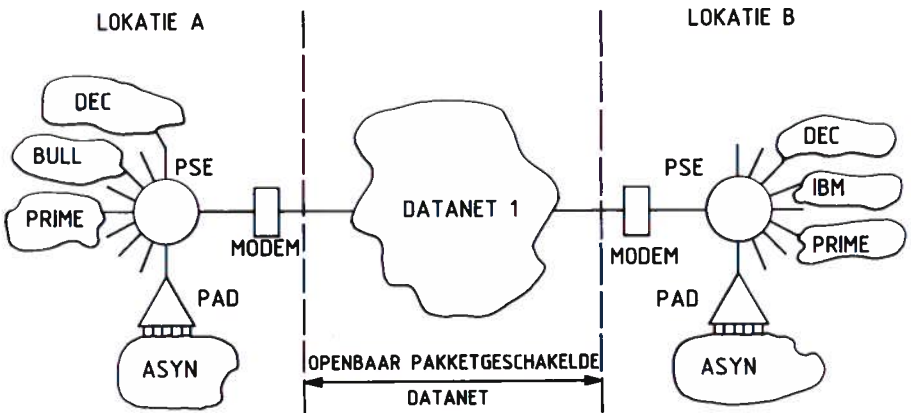 LOKATIE A
LOKATIE B
DEC
BULL
PSE
PRIME
MODEM
PAD
ASYN
DATANET 1
OPENBAAR PAKKETGESCHAKELDE
DATANET
PSE
DEC
IBM
PRIME
MODEM
PAD
ASYN